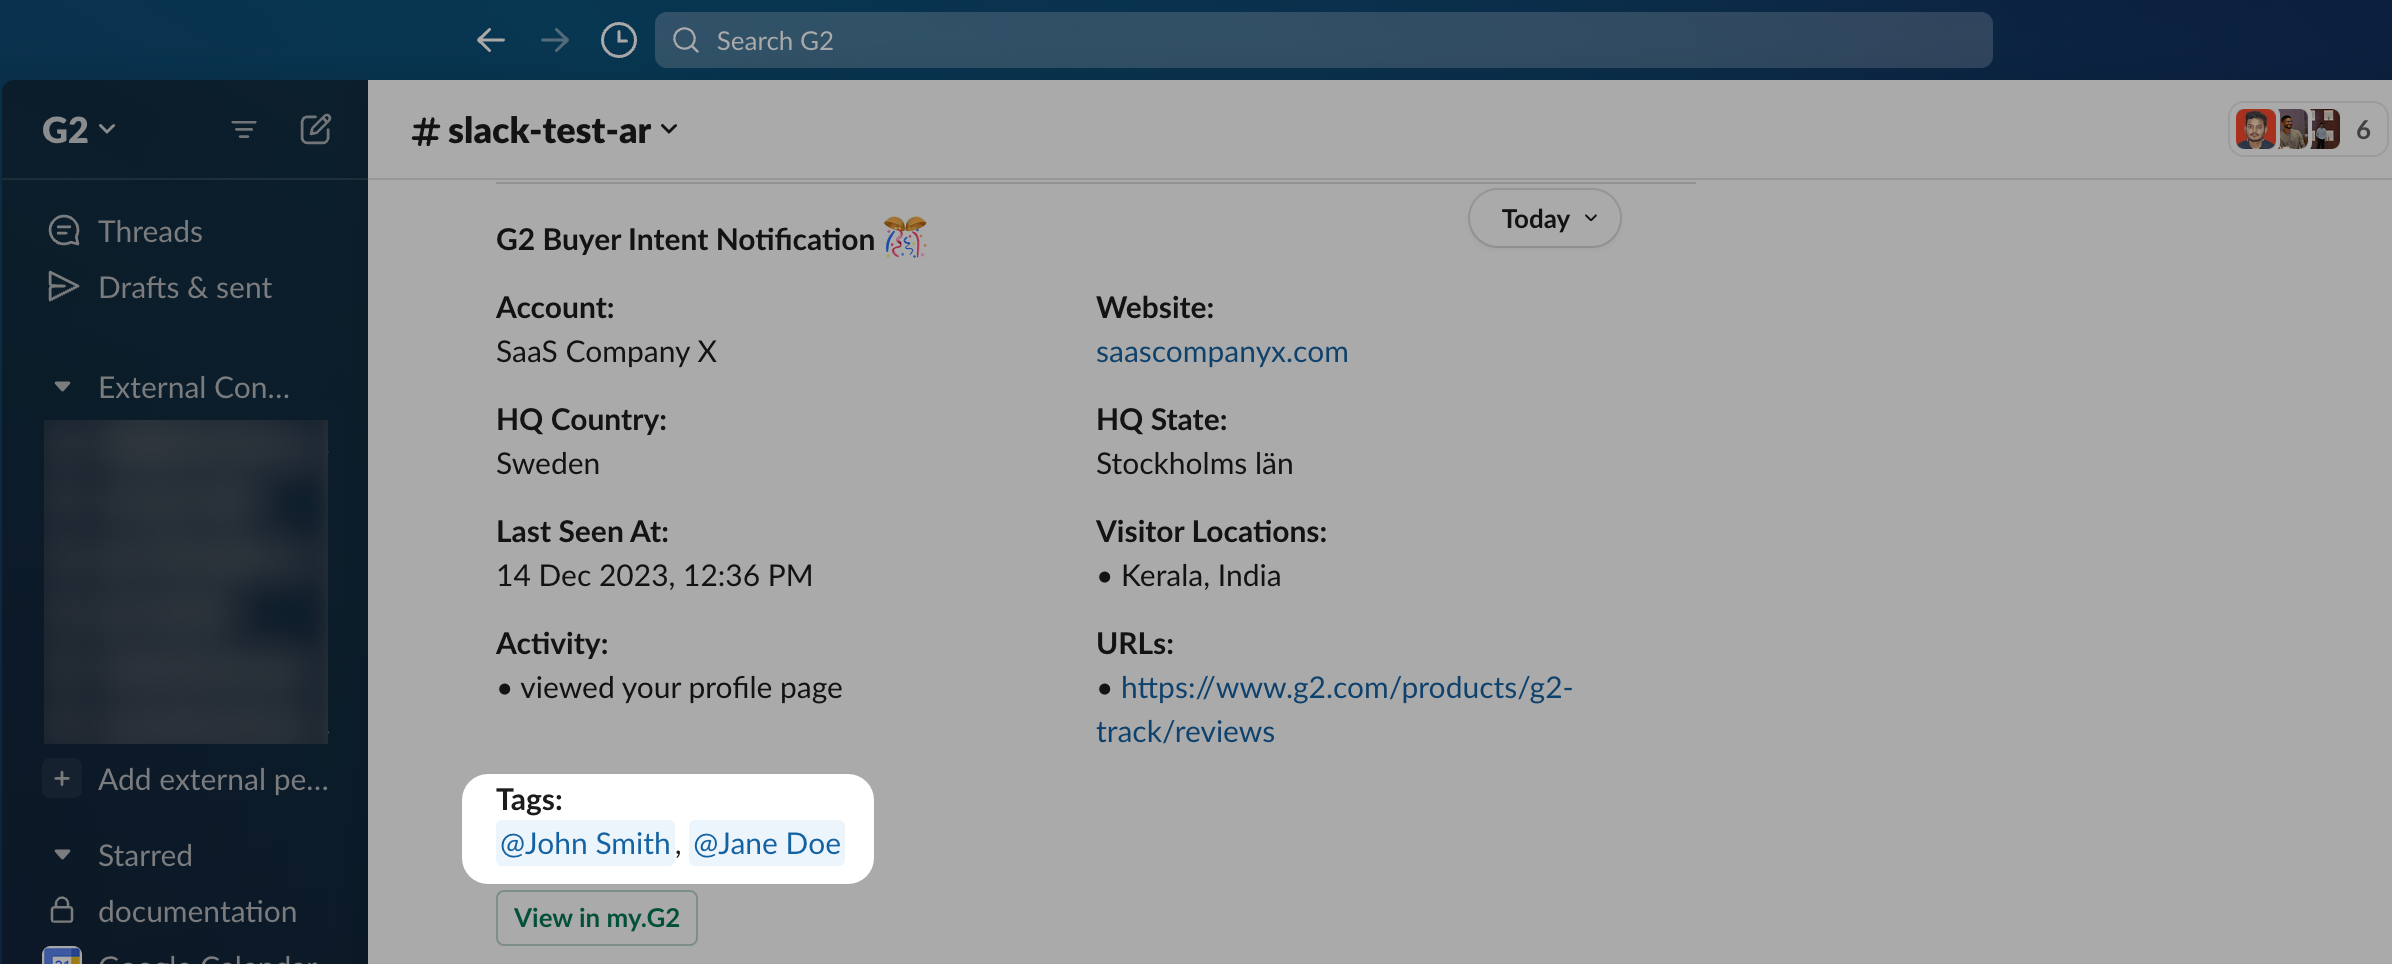 Search G2
G2
# slack-test-ar
6
Threads
Drafts & sent
External Con...
Add external pe...
Starred
documentation
Google Calendar
Today
G2 Buyer Intent Notification
Account:
SaaS Company X
Website:
saascompanyx.com
HQ Country:
Sweden
HQ State:
Stockholms län
Last Seen At:
14 Dec 2023, 12:36 PM
Visitor Locations:
• Kerala, India
Activity:
• viewed your profile page
URLs:
• https://www.g2.com/products/g2-
track/reviews
Tags:
@John Smith, @Jane Doe
View in my.G2